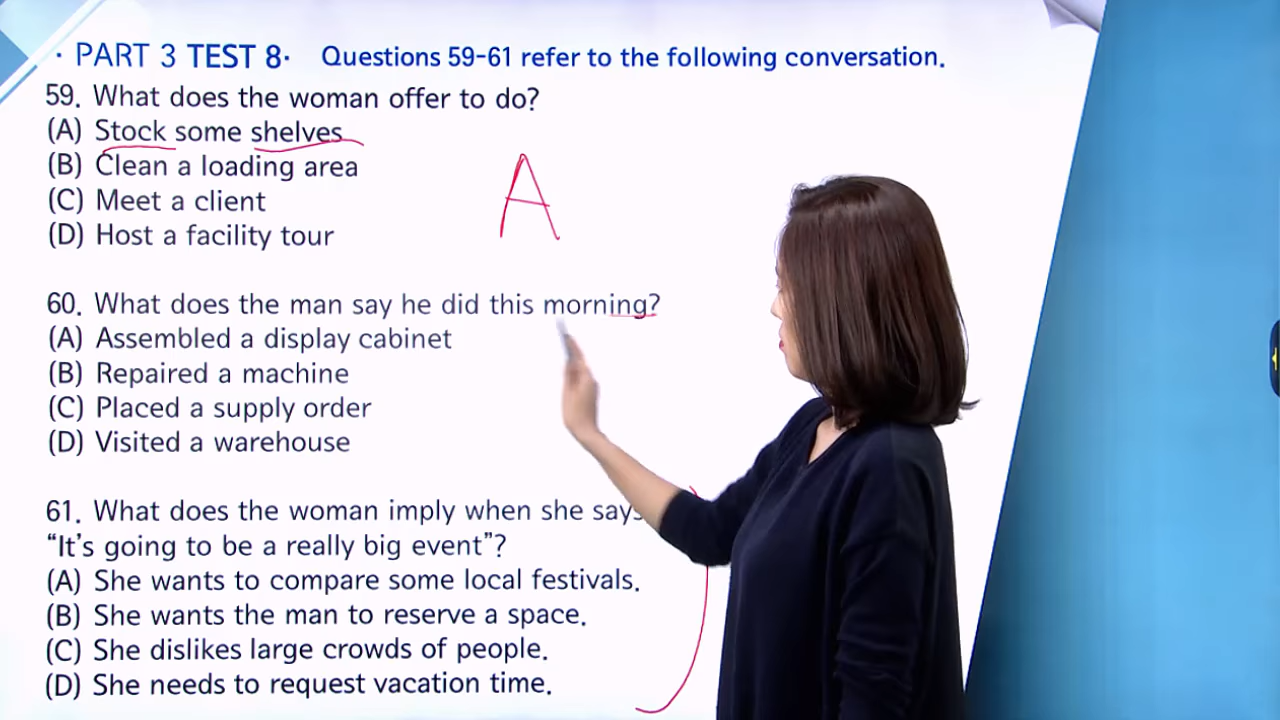 · PART 3 TEST 8· Questions 59-61 refer to the following conversation.
59. What does the woman offer to do?
(A) Stock some shelves
(B) Clean a loading area
(C) Meet a client
(D) Host a facility tour
A
60. What does the man say he did this morning?
(A) Assembled a display cabinet
(B) Repaired a machine
(C) Placed a supply order
(D) Visited a warehouse
61. What does the woman imply when she says
“It’s going to be a really big event”?
(A) She wants to compare some local festivals.
(B) She wants the man to reserve a space.
(C) She dislikes large crowds of people.
(D) She needs to request vacation time.